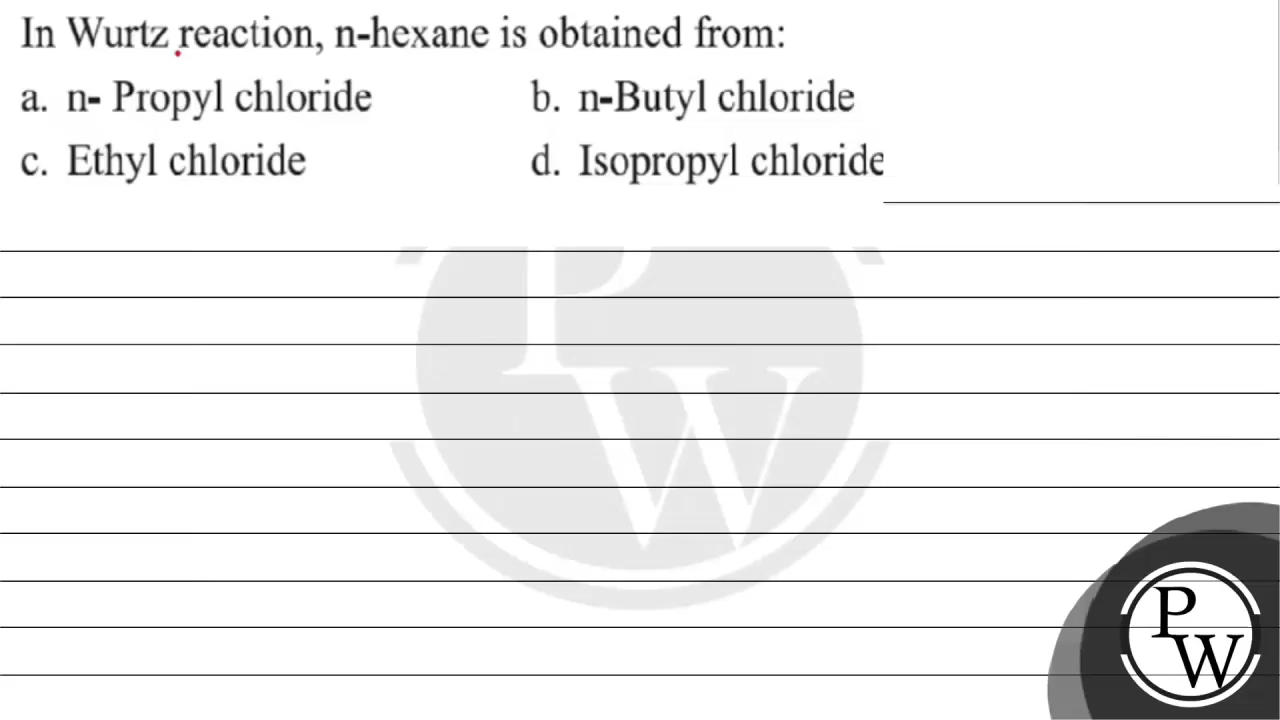 In Wurtz reaction, n-hexane is obtained from:
a. n- Propyl chloride b. n-Butyl chloride
c. Ethyl chloride d. Isopropyl chloride
P
W
P
W